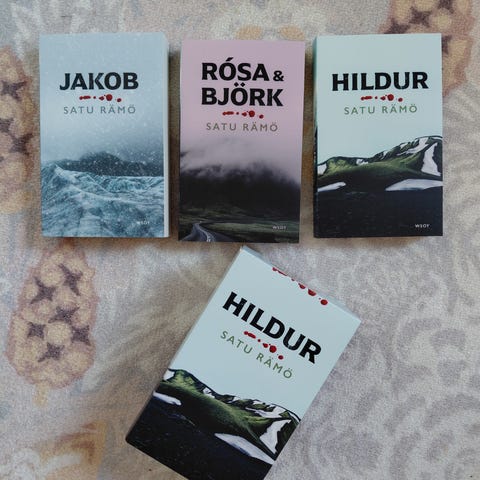 JAKOB
SATU RÄMÖ
WSOY
RÓSA &
BJÖRK
SATU RÄMÖ
WSOY
HILDUR
SATU RÄMÖ
WSOY
HILDUR
SATU RÄMÖ